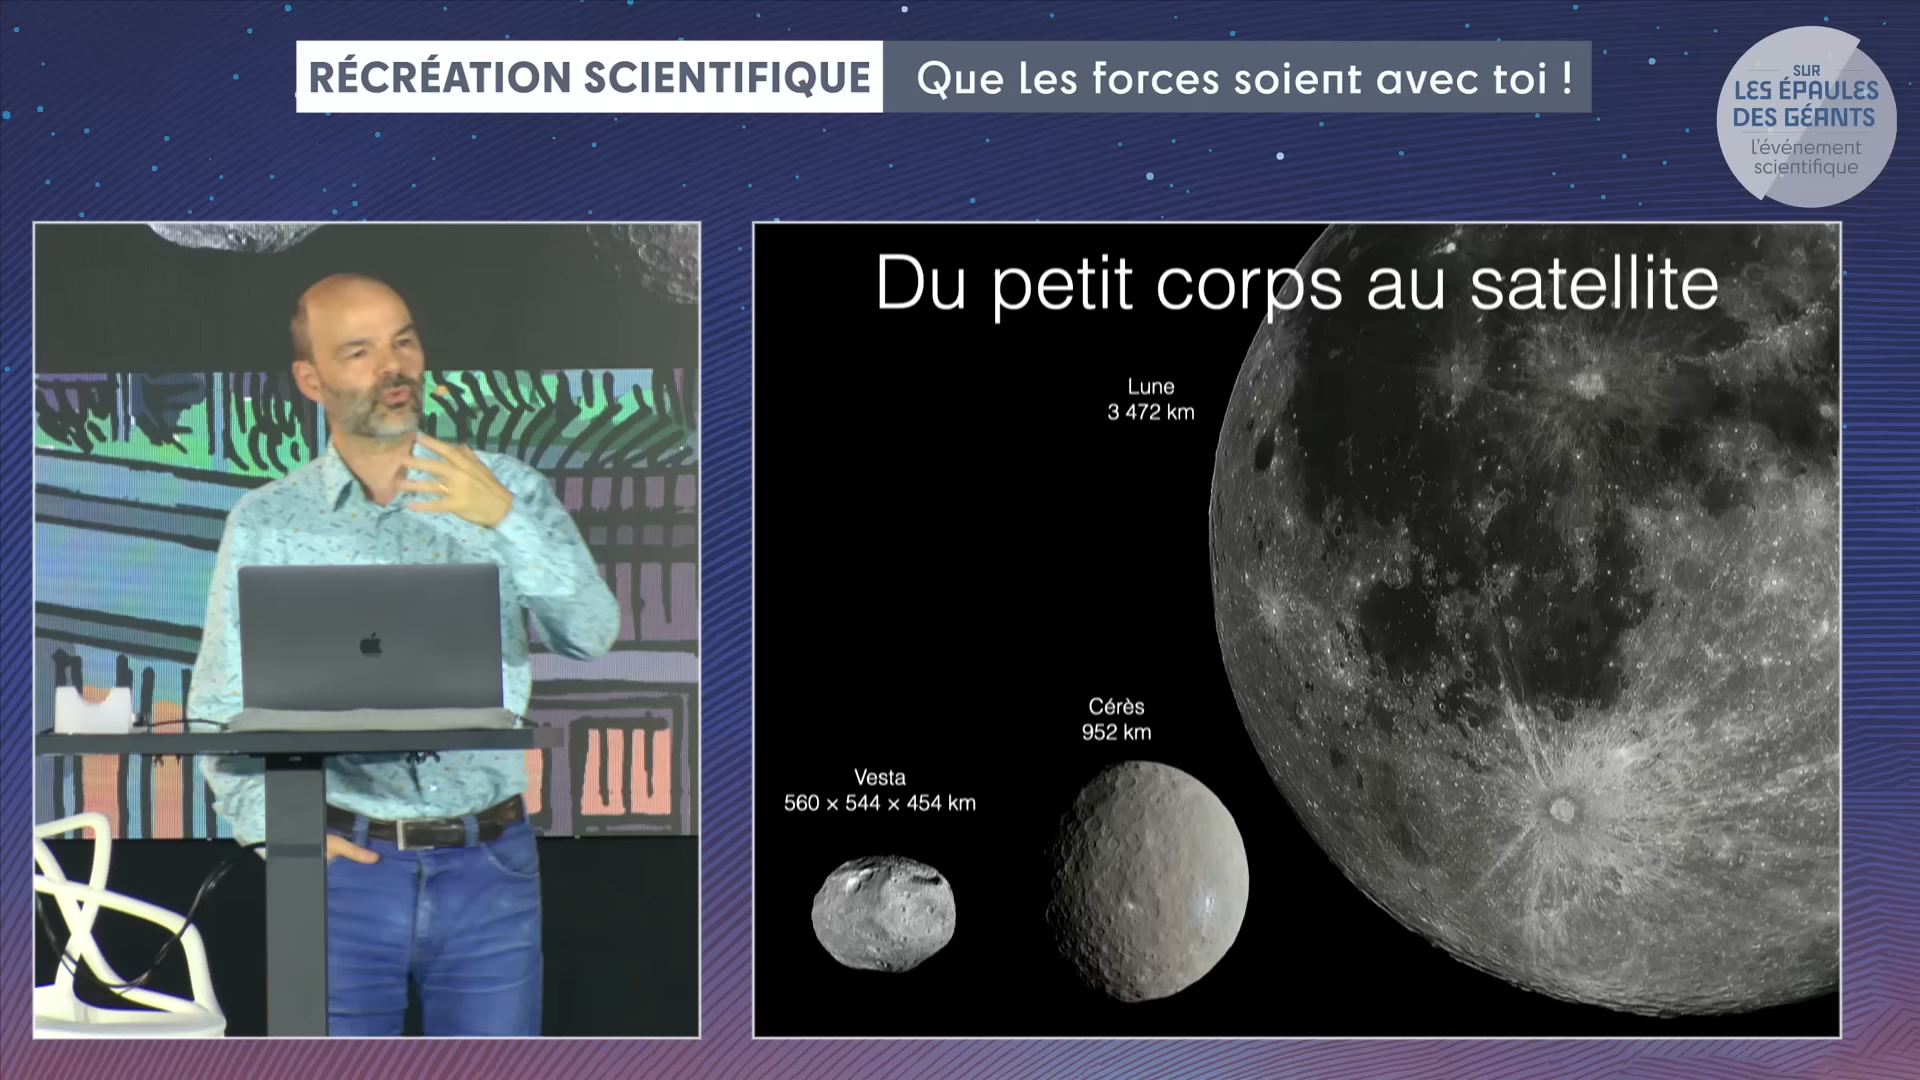 RÉCRÉATION SCIENTIFIQUE
Que les forces soient avec toi !
SUR
LES ÉPAULES
DES GÉANTS
l'événement
scientifique
Du petit corps au satellite
Lune
3 472 km
Cérès
952 km
Vesta
560 × 544 × 454 km